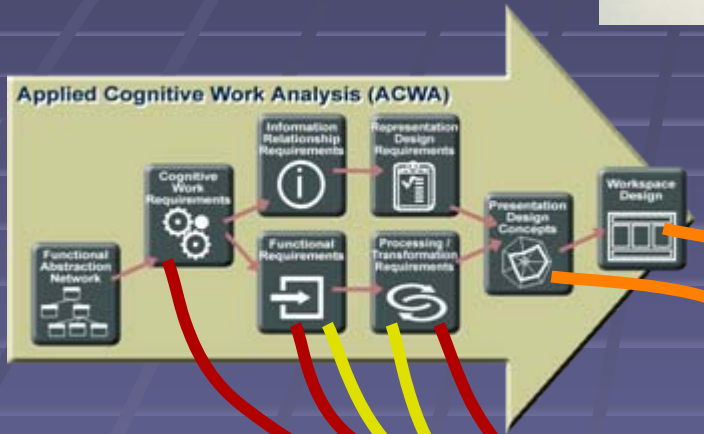 Applied Cognitive Work Analysis (ACWA)
Information
Relationship
Requirements
Representation
Design
Requirements
Cognitive
Work
Requirements
Workspace
Design
Presentation
Design
Concepts
Functional
Abstraction
Network
Functional
Requirements
Processing /
Transformation
Requirements